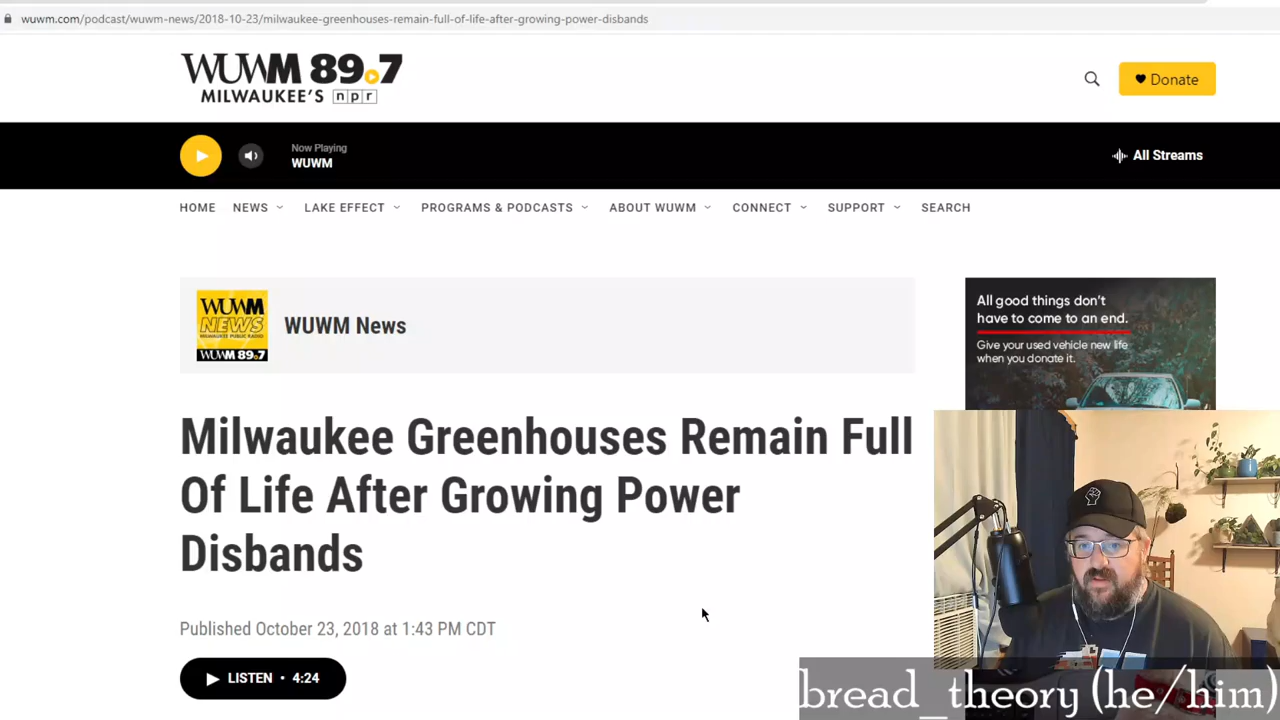 wuwm.com/podcast/wuwm-news/2018-10-23/milwaukee-greenhouses-remain-full-of-life-after-growing-power-disbands
WUWM 89.7
MILWAUKEE'S npr
Donate
Now Playing
WUWM
All Streams
HOME NEWS LAKE EFFECT PROGRAMS & PODCASTS ABOUT WUWM CONNECT SUPPORT SEARCH
WUWM
NEWS
MILWAUKEE PUBLIC RADIO
WUWM 89.7
WUWM News
All good things don't
have to come to an end.
Give your used vehicle new life
when you donate it.
Milwaukee Greenhouses Remain Full
Of Life After Growing Power
Disbands
Published October 23, 2018 at 1:43 PM CDT
LISTEN • 4:24
bread_theory (he/him)